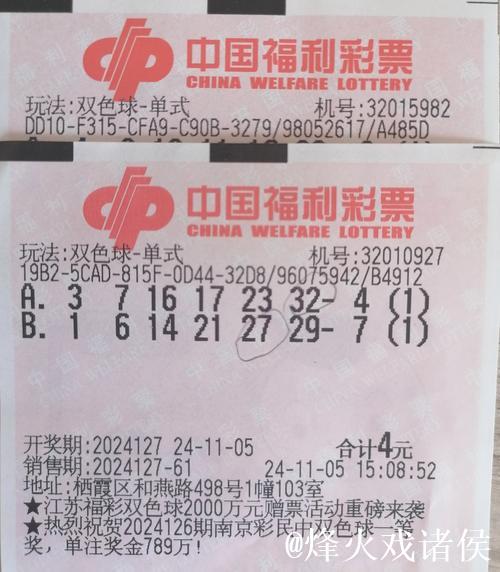 中国福利彩票
CHINA WELFARE LOTTERY
玩法:双色球-单式 机号:32015982
DD10-F315-CFA9-C90B-3279/98052617/A485D
中国福利彩票
CHINA WELFARE LOTTERY
玩法:双色球-单式 机号:32010927
19B2-5CAD-815F-0D44-32D8/96075942/B4912
A. 3 7 16 17 23 32- 4 (1)
B. 1 6 14 21 27 29- 7 (1)
开奖期:2024127 24-11-05 合计4元
销售期:2024127-61 24-11-05 15:08:52
地址:栖霞区和燕路498号1幢103室
★江苏福彩双色球2000万元赠票活动重磅来袭
★热烈祝贺2024126期南京彩民中双色球一等
奖，单注奖金789万!
@烽火戏诸侯